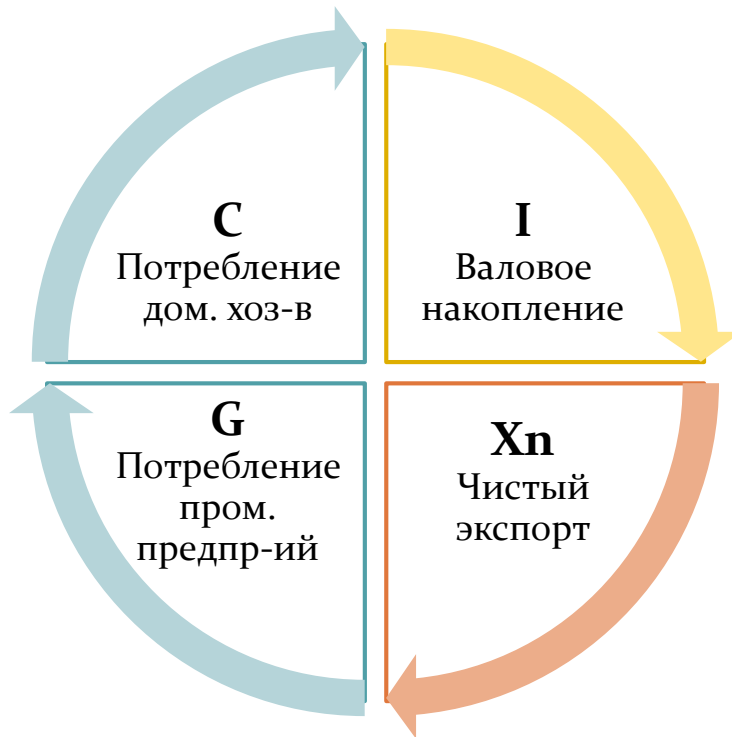 C
Потребление
дом. хоз-в
I
Валовое
накопление
G
Потребление
пром.
предпр-ий
Xn
Чистый
экспорт